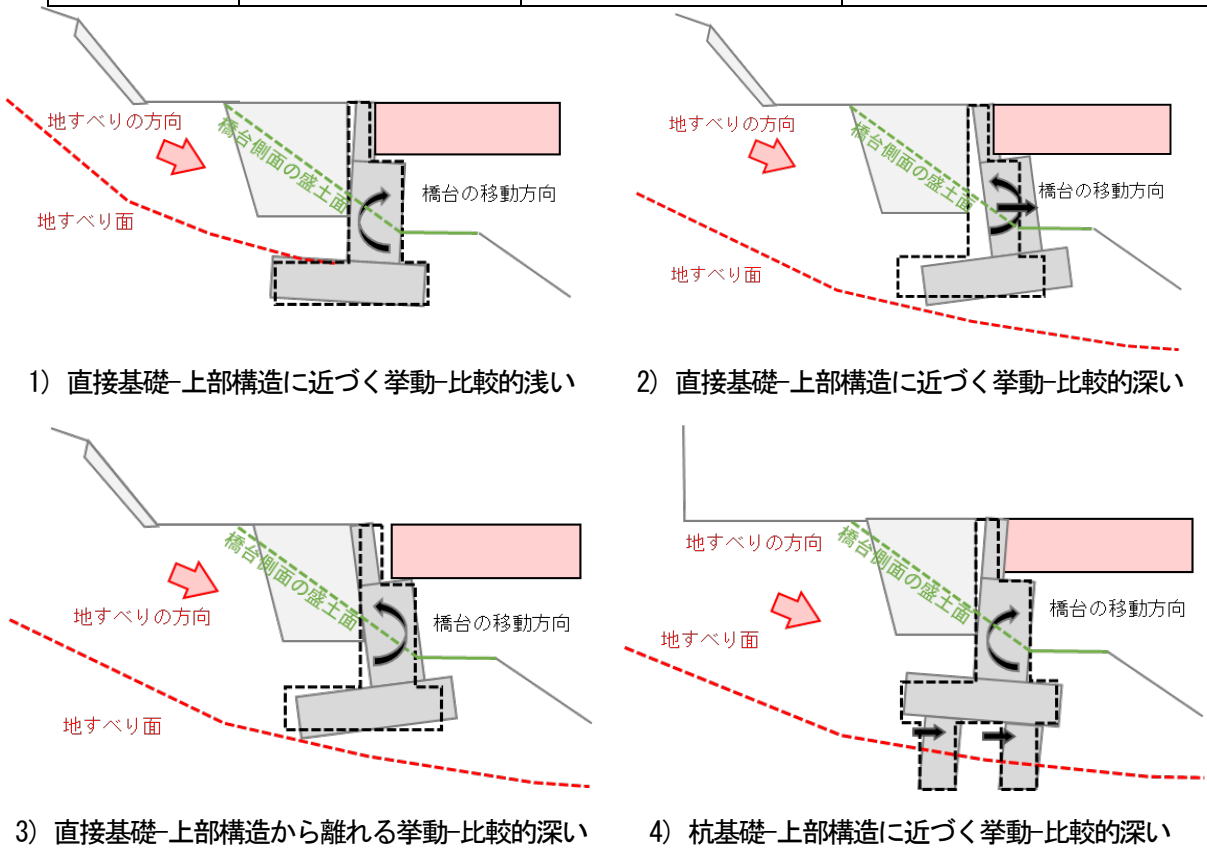 地すべりの方向
橋台側面の盛土面
橋台の移動方向
地すべり面
1) 直接基礎-上部構造に近づく挙動-比較的浅い
地すべりの方向
橋台側面の盛土面
橋台の移動方向
地すべり面
2) 直接基礎-上部構造に近づく挙動-比較的深い
橋台側面の盛土面
地すべりの方向
橋台の移動方向
地すべり面
3) 直接基礎-上部構造から離れる挙動-比較的深い
地すべりの方向
橋台側面の盛土面
橋台の移動方向
地すべり面
4) 杭基礎-上部構造に近づく挙動-比較的深い